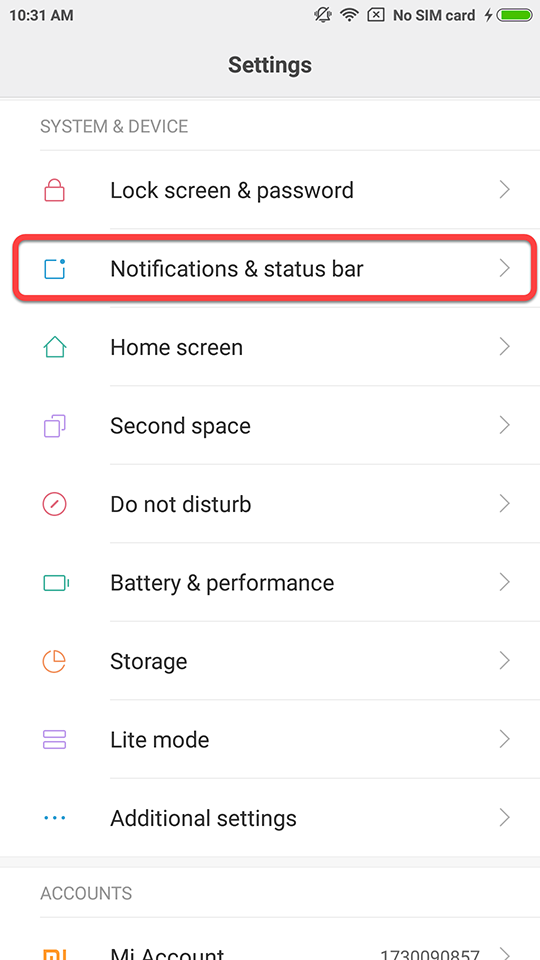 10:31 AM No SIM card
Settings
SYSTEM & DEVICE
Lock screen & password
Notifications & status bar
Home screen
Second space
Do not disturb
Battery & performance
Storage
Lite mode
Additional settings
ACCOUNTS
Mi Account 1730090857